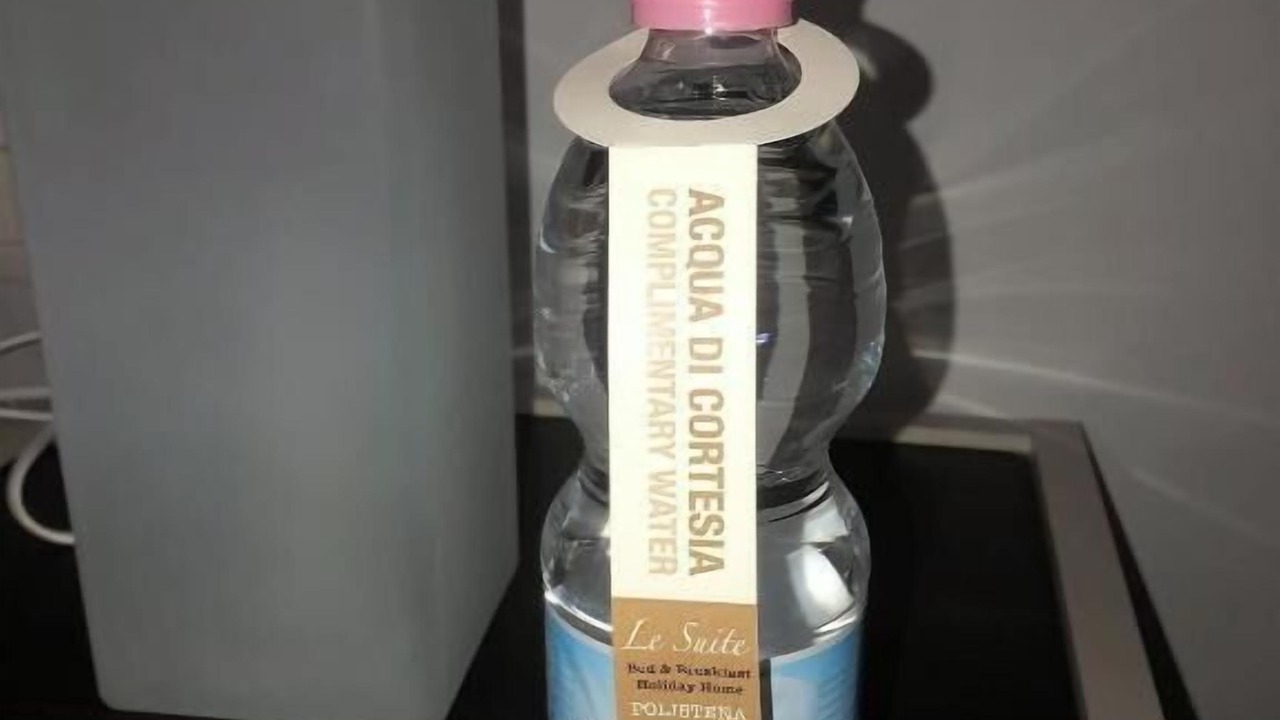 ACQUA DI CORTESIA
COMPLIMENTARY WATER
Le Suite
Bed & Breakfast
Holiday Home
POLISTENA